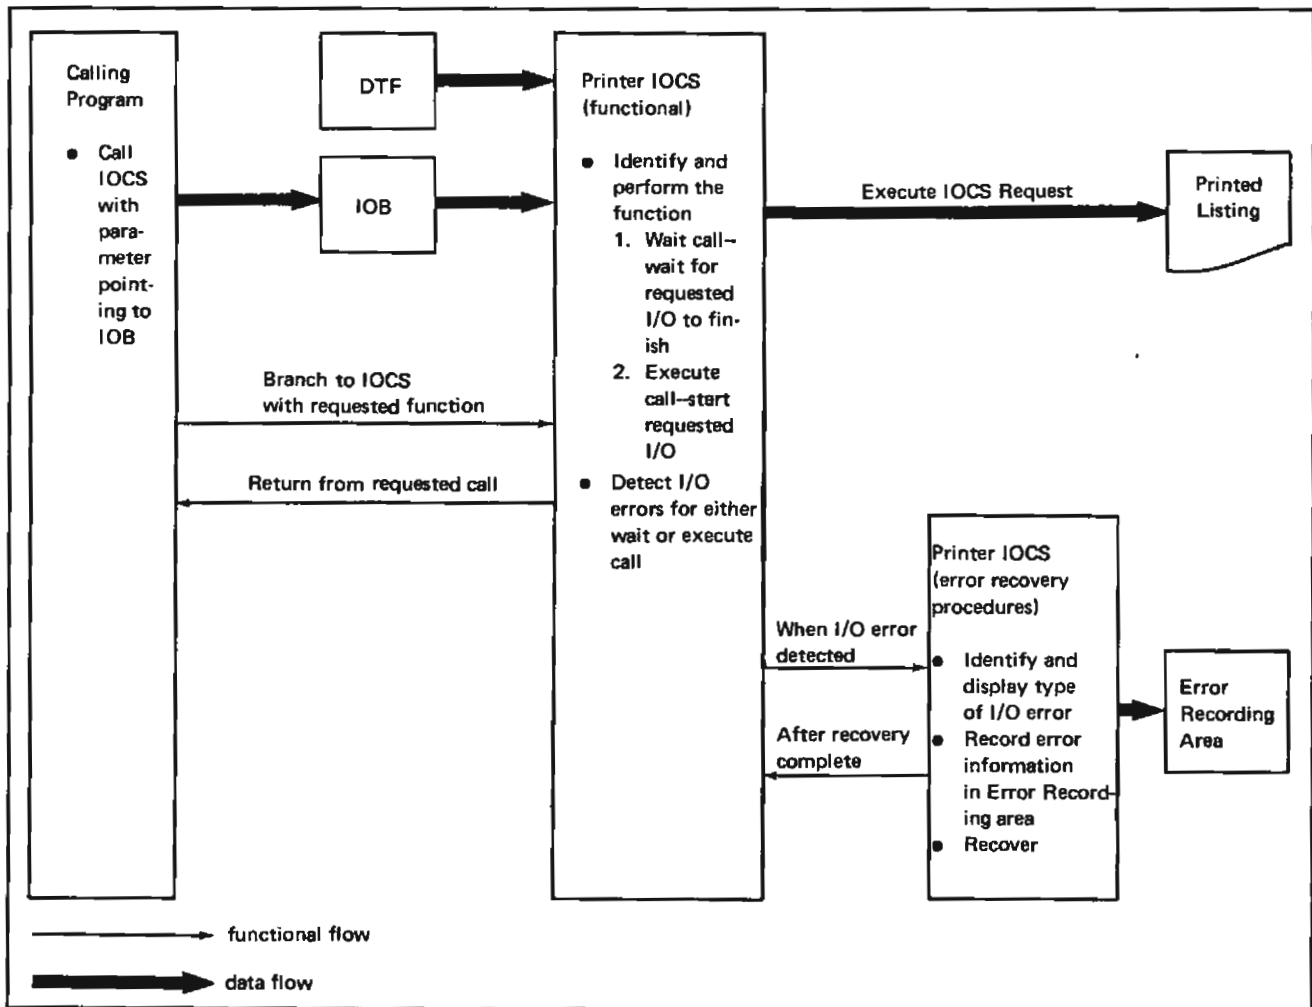 Calling
Program
● Call
IOCS
with
para-
meter
point-
ing to
IOB
DTF
IOB
Branch to IOCS
with requested function
Return from requested call
Printer IOCS
(functional)
● Identify and
perform the
function
1. Wait call–
wait for
requested
I/O to fin-
ish
2. Execute
call–start
requested
I/O
● Detect I/O
errors for either
wait or execute
call
Execute IOCS Request
Printed
Listing
When I/O error
detected
After recovery
complete
Printer IOCS
(error recovery
procedures)
● Identify and
display type
of I/O error
● Record error
information
in Error Record-
ing area
● Recover
Error
Recording
Area
functional flow
data flow